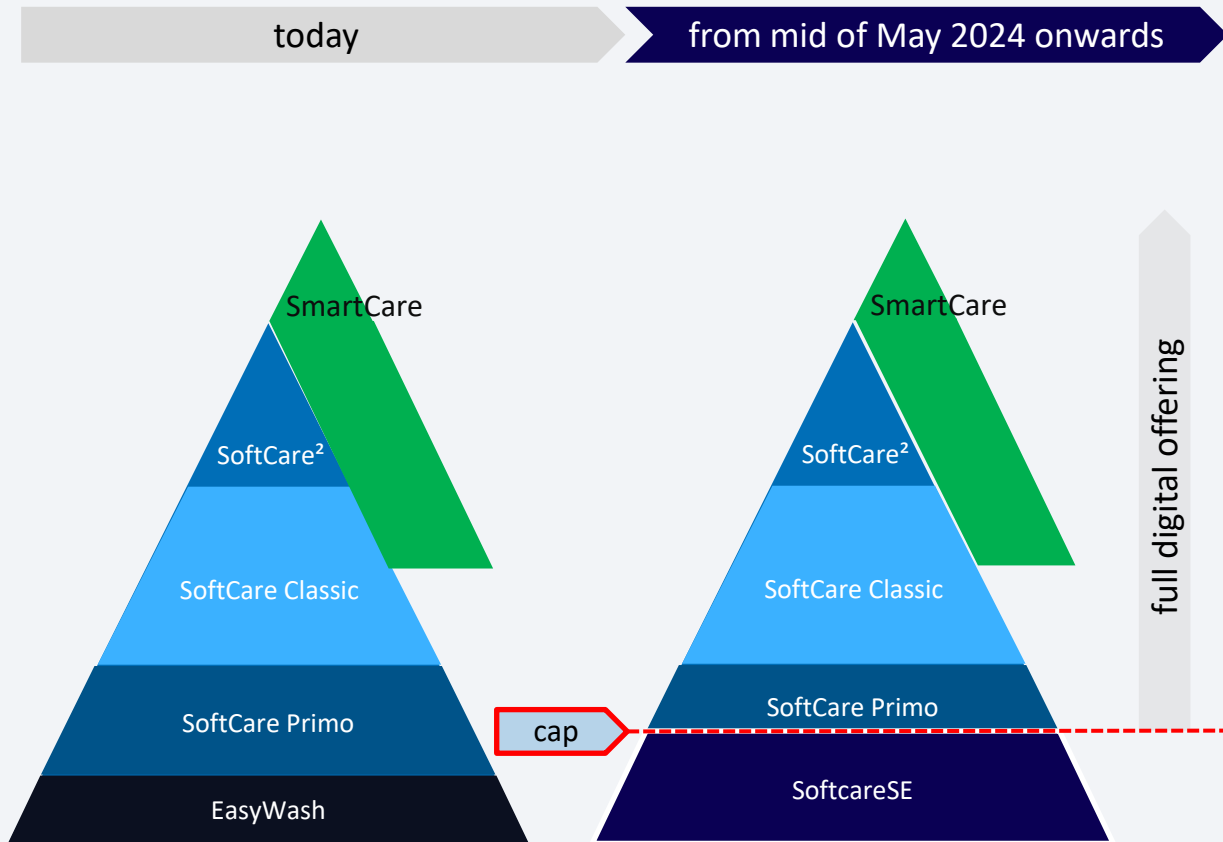 today
from mid of May 2024 onwards
SmartCare
SoftCare²
SoftCare Classic
SoftCare Primo
EasyWash
cap
SmartCare
SoftCare²
SoftCare Classic
SoftCare Primo
SoftcareSE
full digital offering